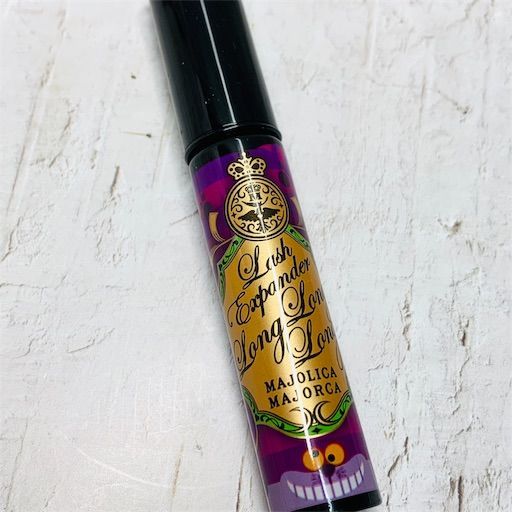 Lash
Expander
Long Long
Long
MAJOLICA
MAJORCA